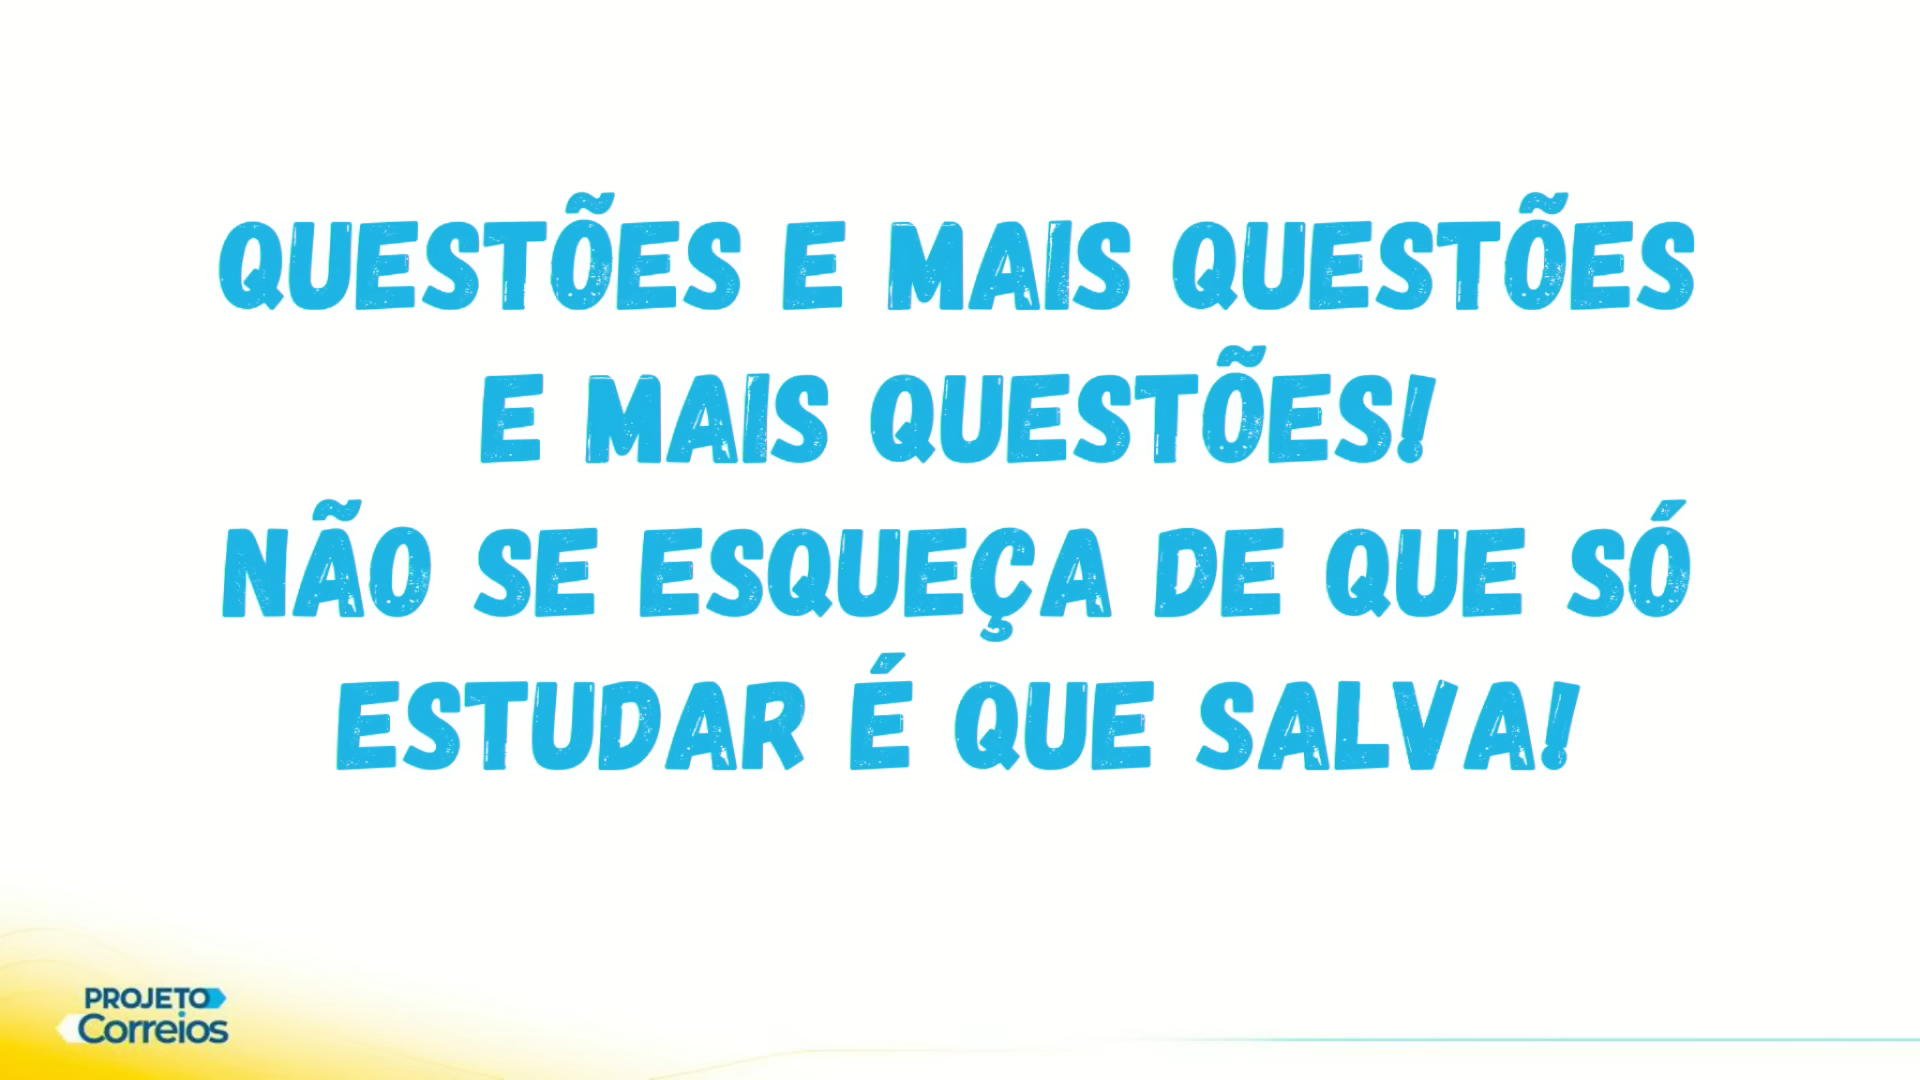 QUESTÕES E MAIS QUESTÕES
E MAIS QUESTÕES!
NÃO SE ESQUEÇA DE QUE SÓ
ESTUDAR É QUE SALVA!
PROJETO
Correios